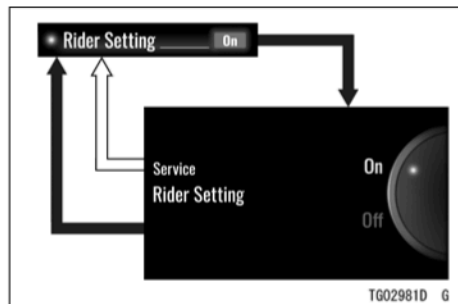 Rider Setting On
Service
Rider Setting
On
Off
TG02981D G